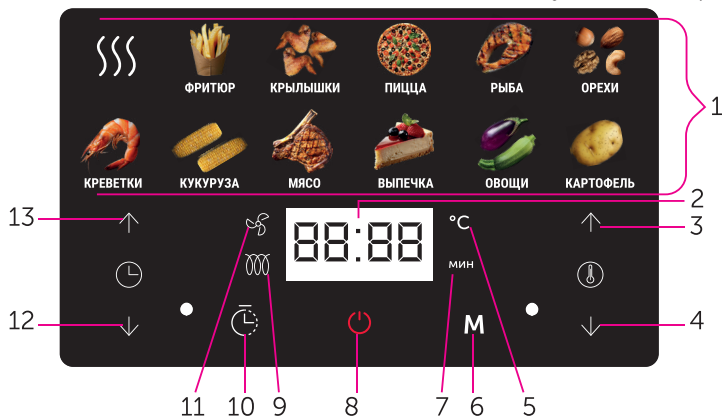 ФРИТЮР КРЫЛЫШКИ ПИЦЦА РЫБА ОРЕХИ
1
КРЕВЕТКИ КУКУРУЗА МЯСО ВЫПЕЧКА ОВОЩИ КАРТОФЕЛЬ
2
13 88:88 °C 3
МИН
12 M 4
11 10 9 8 7 6 5